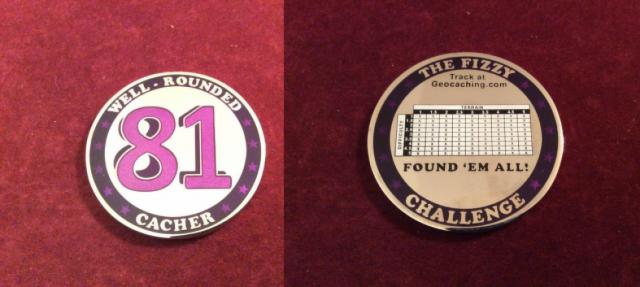 WELL - ROUNDED
81
CACHER
THE FIZZY
Track at
Geocaching.com
TERRAIN
DIFFICULTY
FOUND 'EM ALL!
CHALLENGE